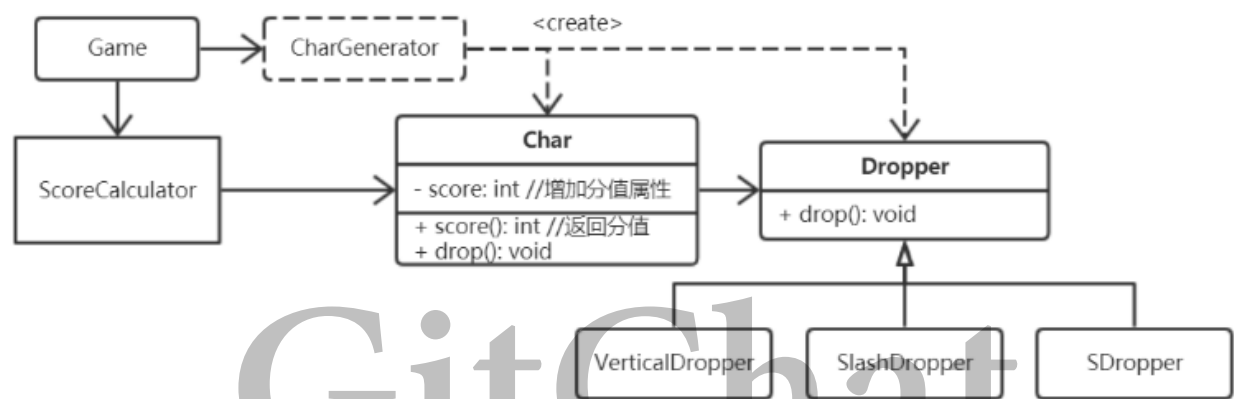 <create>
Game
CharGenerator
Char
Dropper
ScoreCalculator
- score: int //增加分值属性
+ score(): int //返回分值
+ drop(): void
+ drop(): void
VerticalDropper
SlashDropper
SDropper
GitChat